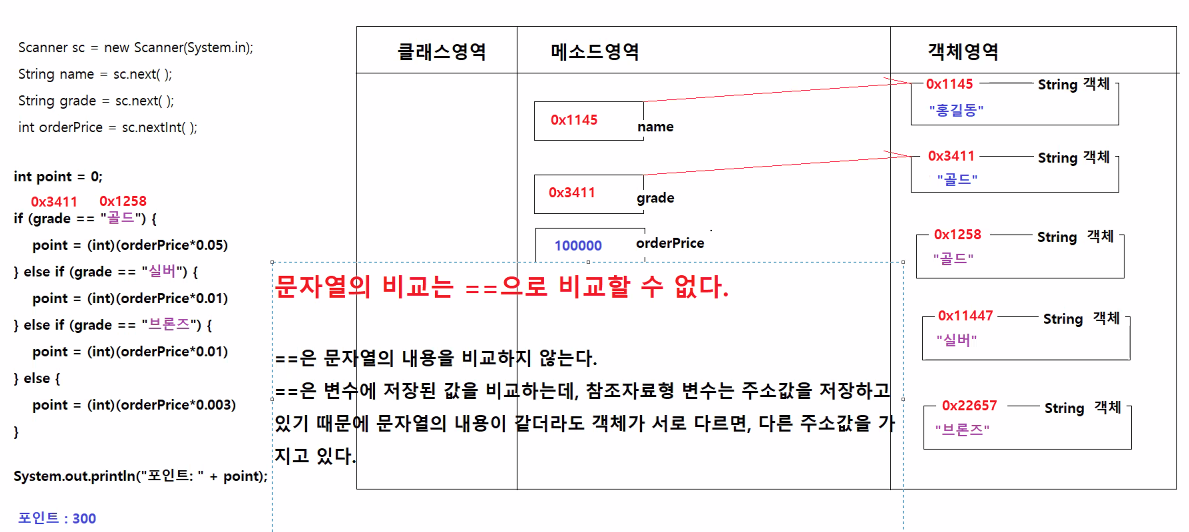 Scanner sc = new Scanner(System.in);
String name = sc.next( );
String grade = sc.next( );
int orderPrice = sc.nextInt( );
int point = 0;
0x3411 0x1258
if (grade == "골드") {
point = (int)(orderPrice*0.05)
} else if (grade == "실버") {
point = (int)(orderPrice*0.01)
} else if (grade == "브론즈") {
point = (int)(orderPrice*0.01)
} else {
point = (int)(orderPrice*0.003)
}
System.out.println("포인트: " + point);
포인트 : 300
클래스영역
메소드영역
객체영역
0x1145
name
0x3411
grade
100000
orderPrice
0x1145 String 객체
"홍길동"
0x3411 String 객체
"골드"
0x1258 String 객체
"골드"
0x11447 String 객체
"실버"
0x22657 String 객체
"브론즈"
문자열의 비교는 ==으로 비교할 수 없다.
==은 문자열의 내용을 비교하지 않는다.
==은 변수에 저장된 값을 비교하는데, 참조자료형 변수는 주소값을 저장하고
있기 때문에 문자열의 내용이 같더라도 객체가 서로 다르면, 다른 주소값을 가
지고 있다.